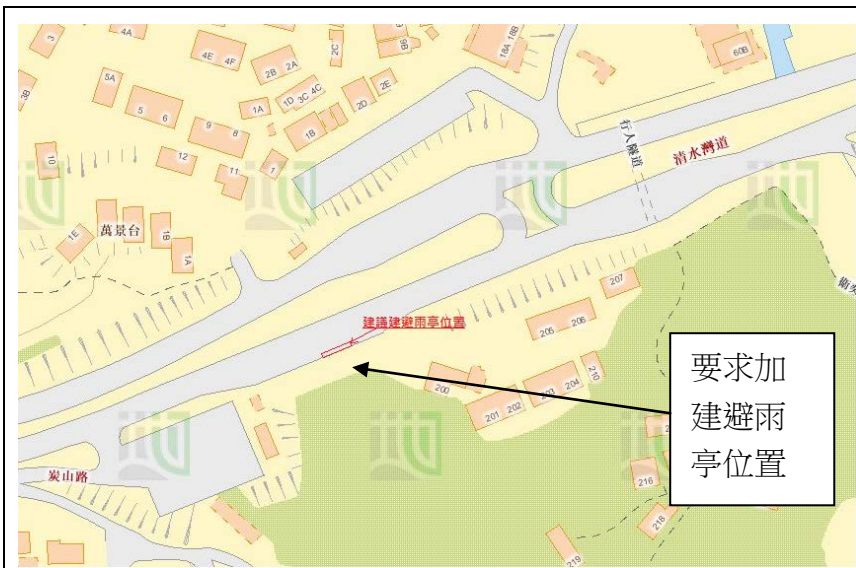 3
4A
3B
5A
4E 4F
2B 2A
2C
6B
18A 18B
60B
5 6
1A
1D 3C 4C
2D
2E
9 8
1B
10
12
11
1
行人隧道
清水灣道
萬景台
1E
1B
1A
207
205 206
建議建避雨亭位置
200
201 202
203 204
210
要求加
建避雨
亭位置
炭山路
216
218
219